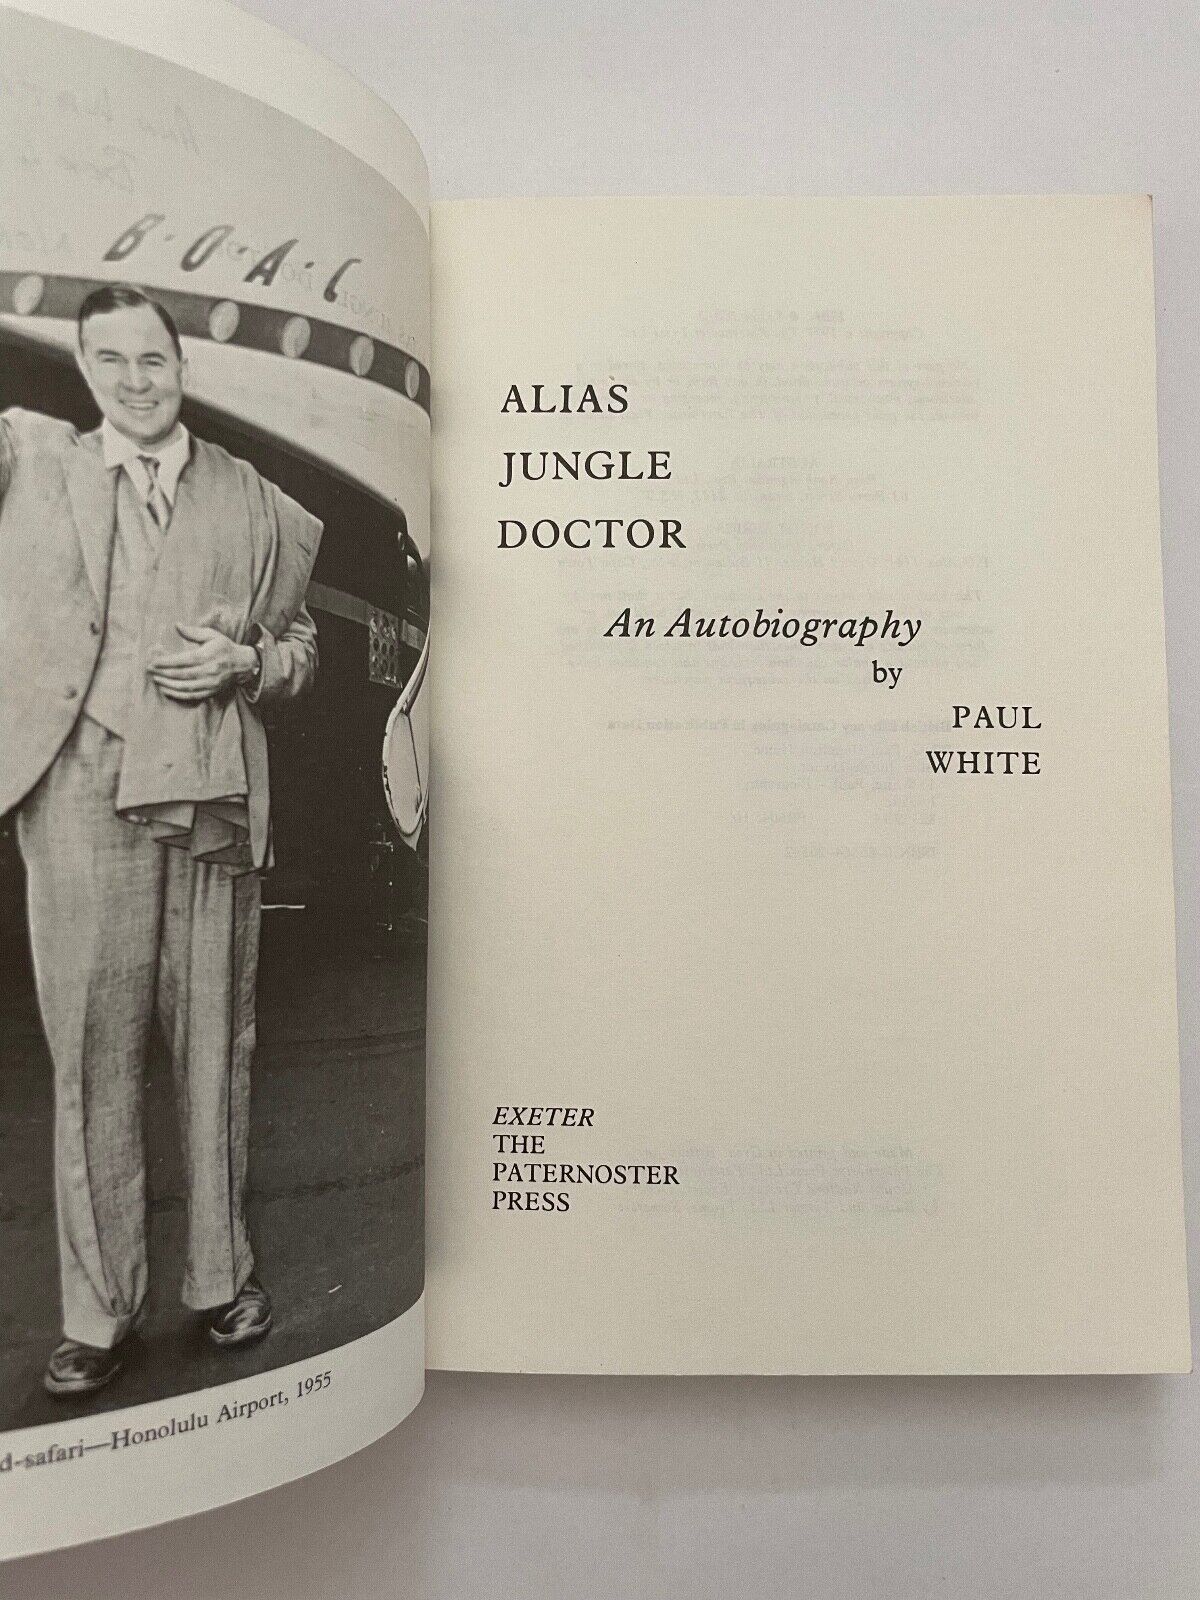 B·O·A·C
d-safari—Honolulu Airport, 1955
ALIAS
JUNGLE
DOCTOR
An Autobiography
by
PAUL
WHITE
EXETER
THE
PATERNOSTER
PRESS